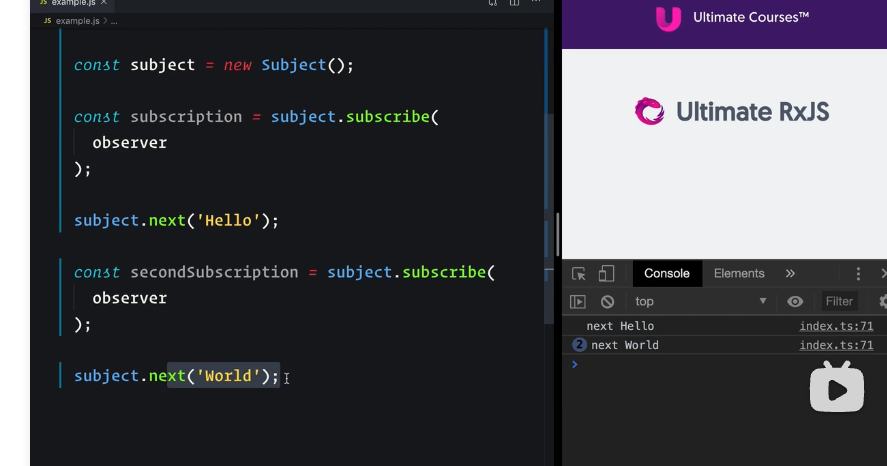 JS example.js ×
JS example.js > ...
const subject = new Subject();
const subscription = subject.subscribe(
observer
);
subject.next('Hello');
const secondSubscription = subject.subscribe(
observer
);
subject.next('World');
Ultimate Courses™
Ultimate RxJS
Console Elements »
top Filter
next Hello index.ts:71
2 next World index.ts:71
>